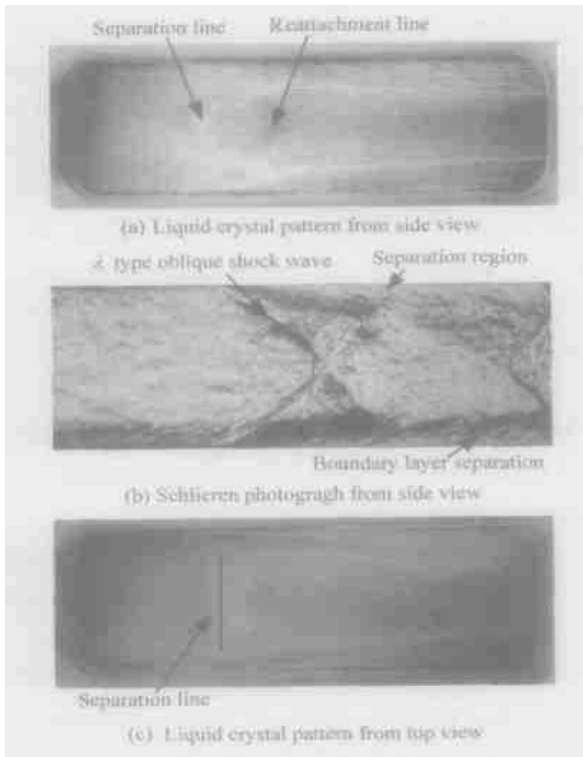 Separation line
Reattachment line
(a) Liquid crystal pattern from side view
λ type oblique shock wave
Separation region
Boundary layer separation
(b) Schlieren photogragh from side view
Separation line
(c) Liquid crystal pattern from top view